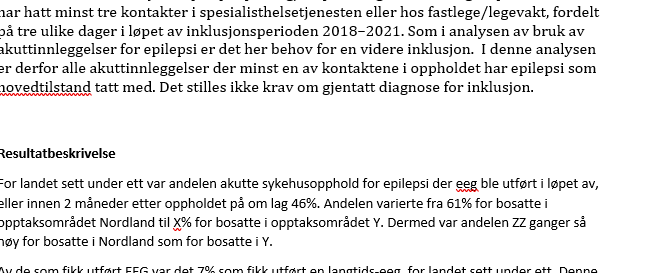 har hatt minst tre kontakter i spesialisthelsetjenesten eller hos fastlege/legevakt, fordelt
på tre ulike dager i løpet av inklusjonsperioden 2018–2021. Som i analysen av bruk av
akuttinnleggelser for epilepsi er det her behov for en videre inklusjon.  I denne analysen
er derfor alle akuttinnleggelser der minst en av kontaktene i oppholdet har epilepsi som
hovedtilstand tatt med. Det stilles ikke krav om gjentatt diagnose for inklusjon.
Resultatbeskrivelse
For landet sett under ett var andelen akutte sykehusopphold for epilepsi der eeg ble utført i løpet av,
eller innen 2 måneder etter oppholdet på om lag 46%. Andelen varierte fra 61% for bosatte i
opptaksområdet Nordland til X% for bosatte i opptaksområdet Y. Dermed var andelen ZZ ganger så
høy for bosatte i Nordland som for bosatte i Y.
Av de som fikk utført EEG var det 7% som fikk utført en langtids-eeg, for landet sett under ett. Denne